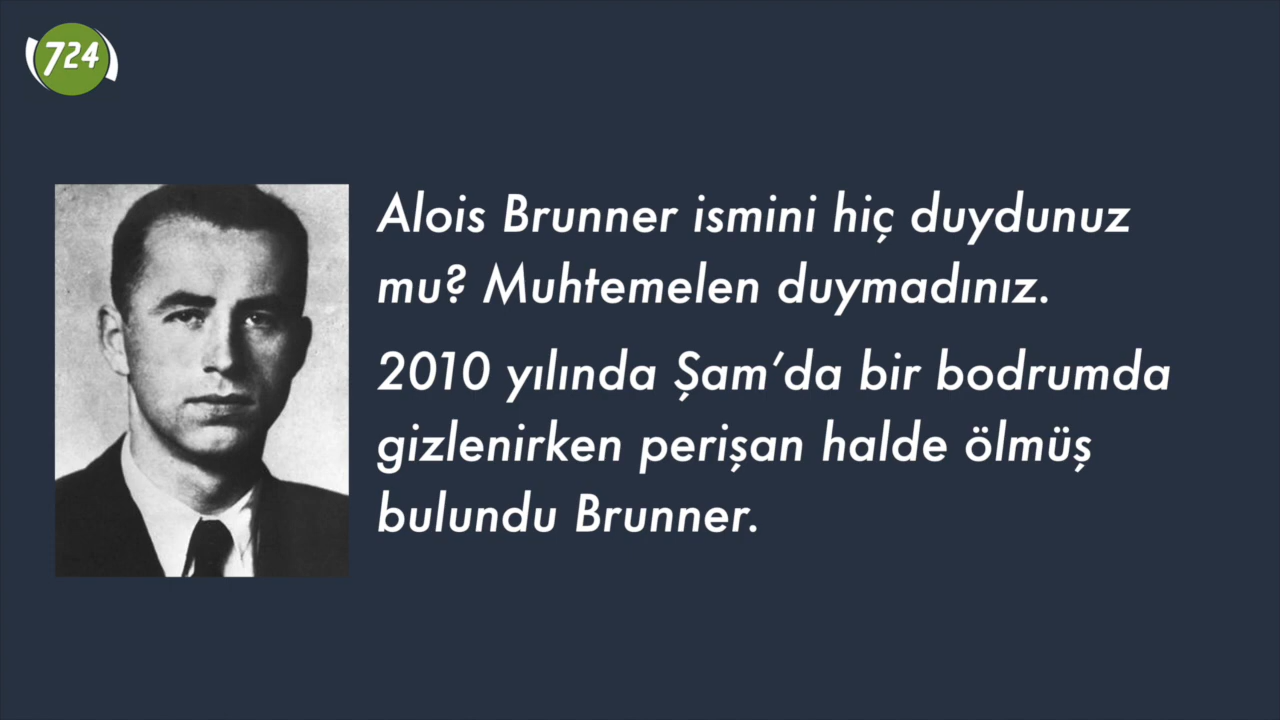 724
Alois Brunner ismini hiç duydunuz
mu? Muhtemelen duymadınız.
2010 yılında Şam’da bir bodrumda
gizlenirken perişan halde ölmüş
bulundu Brunner.